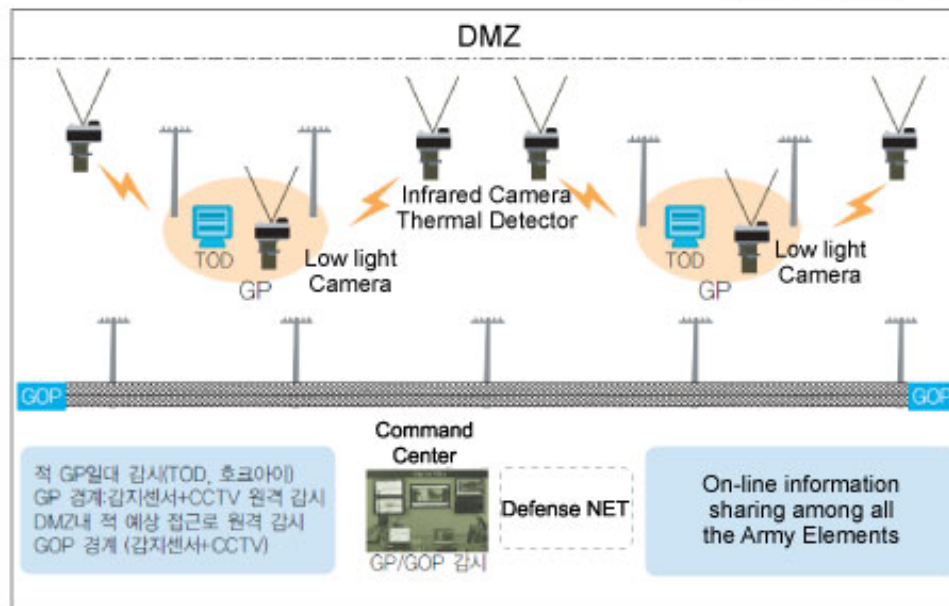 DMZ
Infrared Camera
Thermal Detector
TOD
Low light
Camera
GP
TOD
Low light
Camera
GP
GOP
GOP
적 GP일대 감시(TOD, 호크아이)
GP 경계:감지센서+CCTV 원격 감시
DMZ내 적 예상 접근로 원격 감시
GOP 경계 (감지센서+CCTV)
Command
Center
GP/GOP 감시
Defense NET
On-line information
sharing among all
the Army Elements